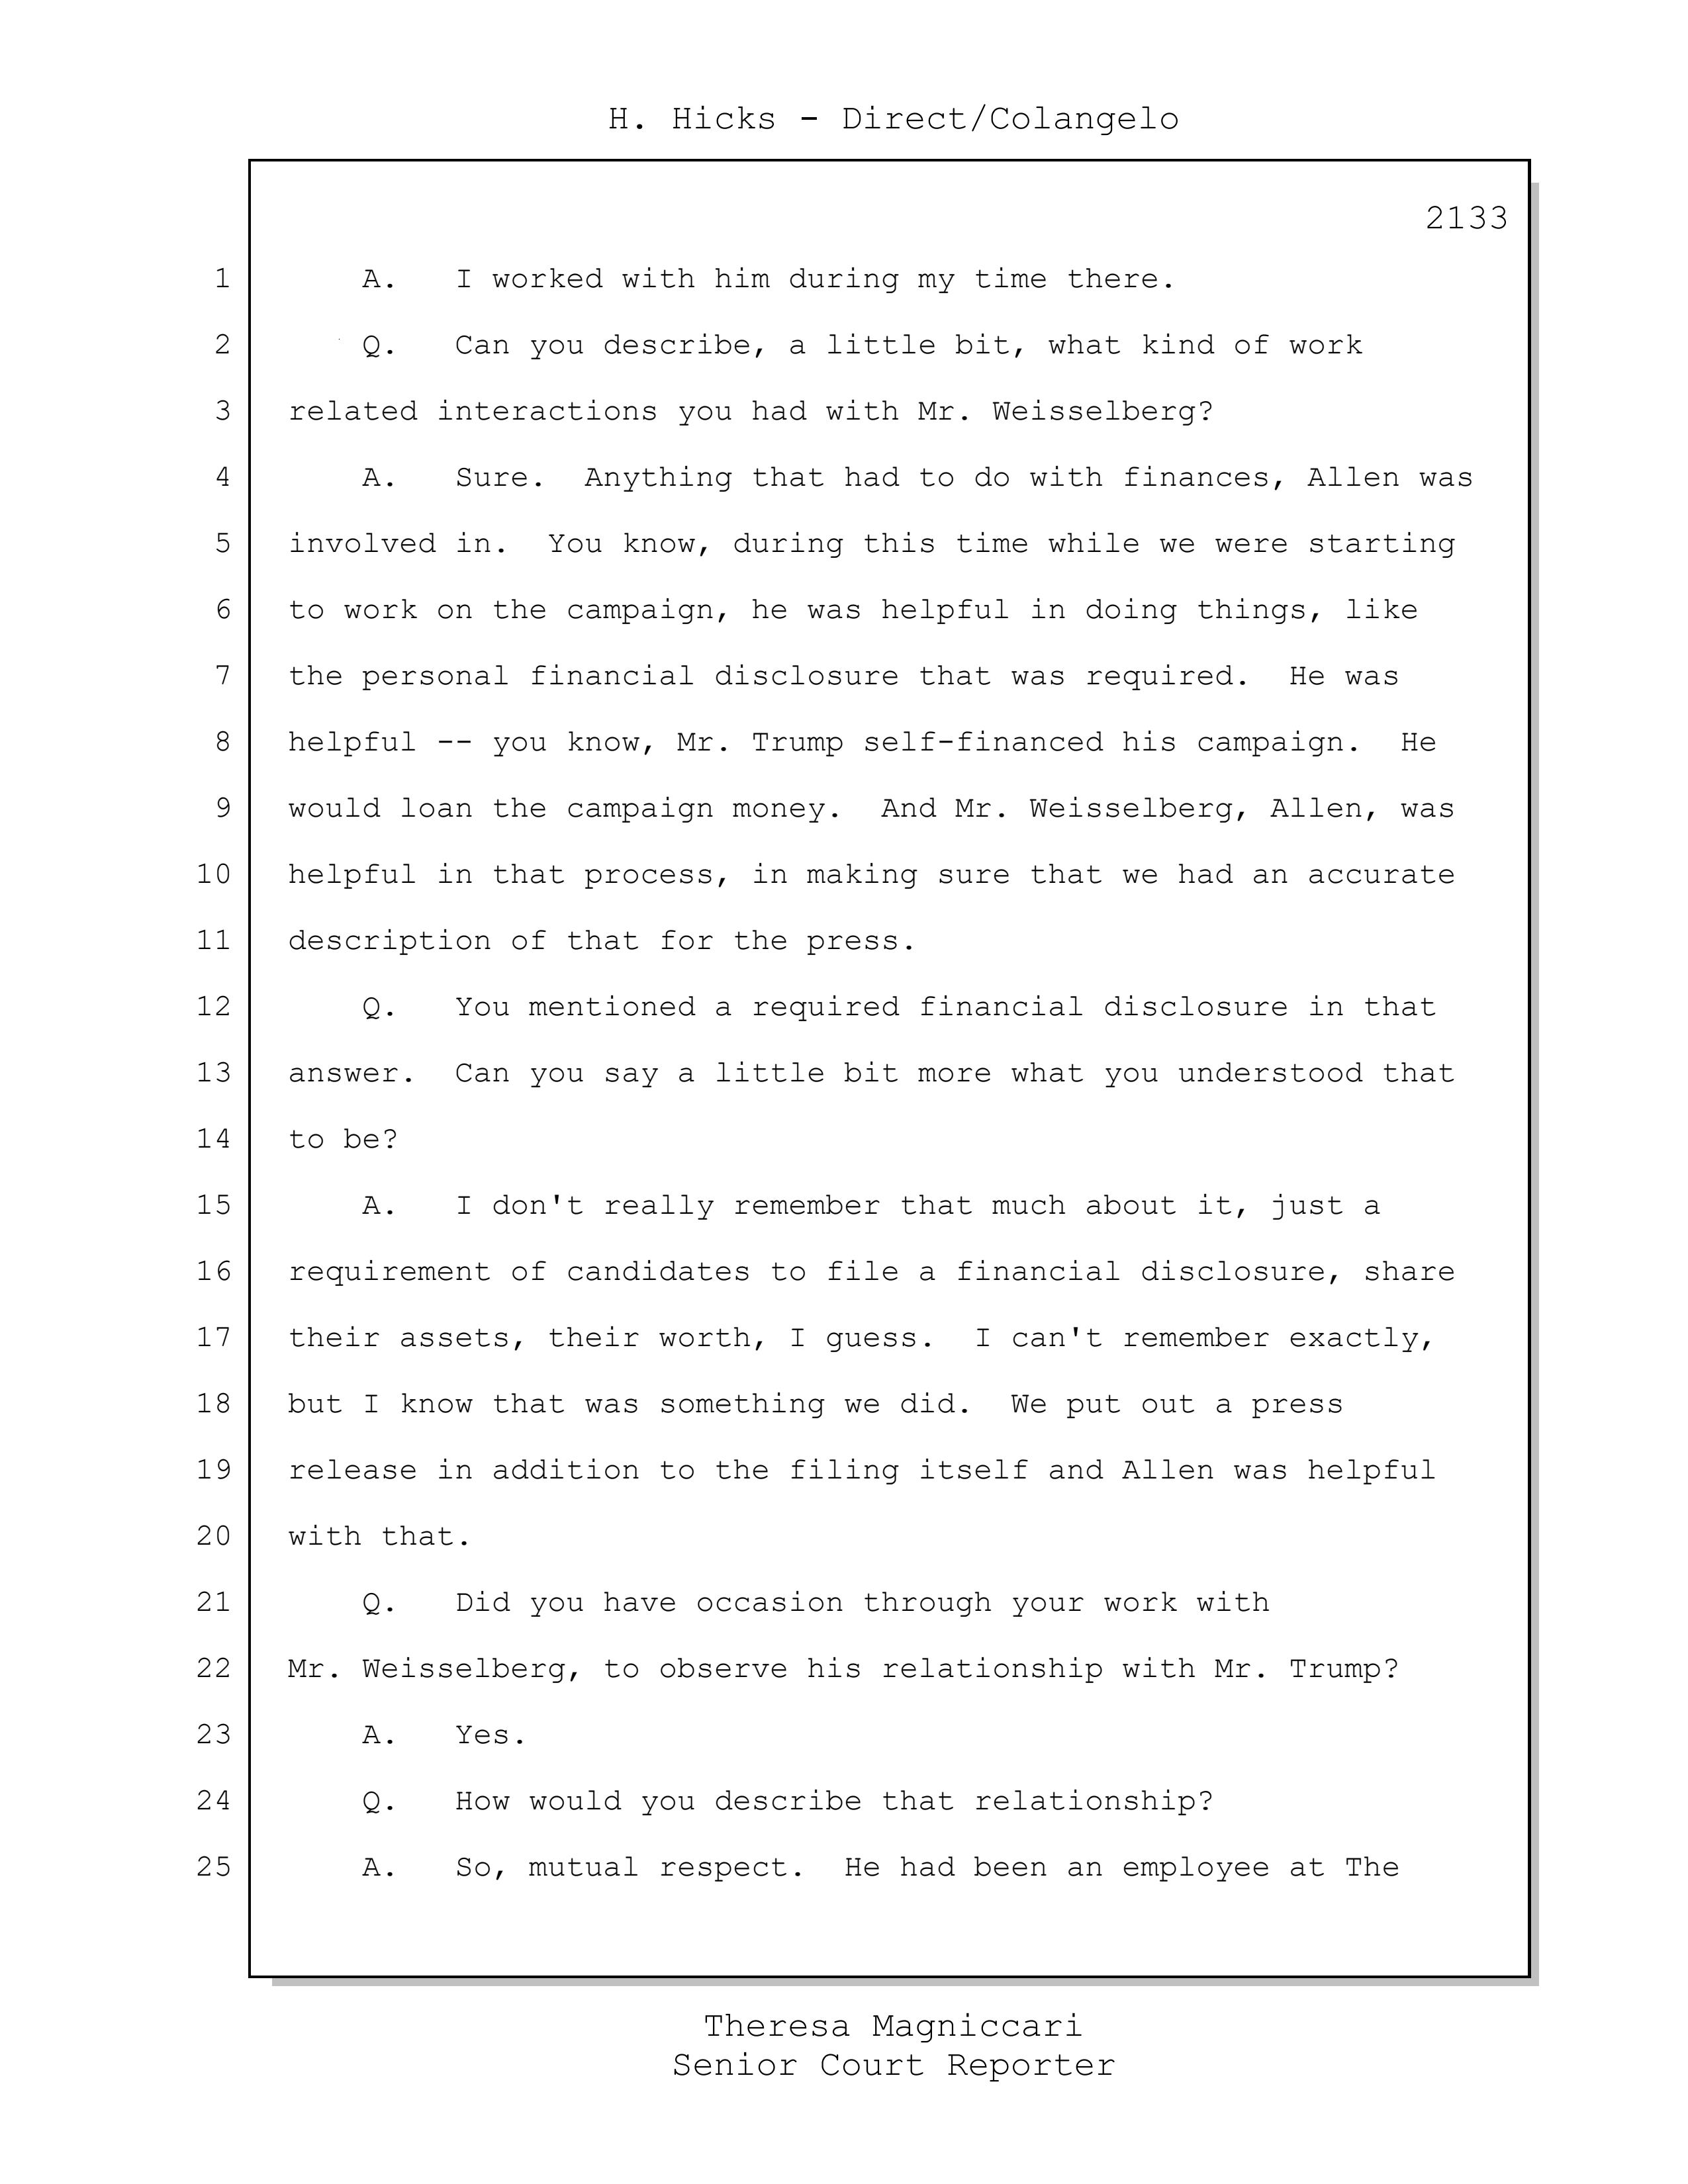 H. Hicks - Direct/Colangelo
2133
1 A. I worked with him during my time there.
2 Q. Can you describe, a little bit, what kind of work
3 related interactions you had with Mr. Weisselberg?
4 A. Sure. Anything that had to do with finances, Allen was
5 involved in. You know, during this time while we were starting
6 to work on the campaign, he was helpful in doing things, like
7 the personal financial disclosure that was required. He was
8 helpful -- you know, Mr. Trump self-financed his campaign. He
9 would loan the campaign money. And Mr. Weisselberg, Allen, was
10 helpful in that process, in making sure that we had an accurate
11 description of that for the press.
12 Q. You mentioned a required financial disclosure in that
13 answer. Can you say a little bit more what you understood that
14 to be?
15 A. I don't really remember that much about it, just a
16 requirement of candidates to file a financial disclosure, share
17 their assets, their worth, I guess. I can't remember exactly,
18 but I know that was something we did. We put out a press
19 release in addition to the filing itself and Allen was helpful
20 with that.
21 Q. Did you have occasion through your work with
22 Mr. Weisselberg, to observe his relationship with Mr. Trump?
23 A. Yes.
24 Q. How would you describe that relationship?
25 A. So, mutual respect. He had been an employee at The
Theresa Magniccari
Senior Court Reporter